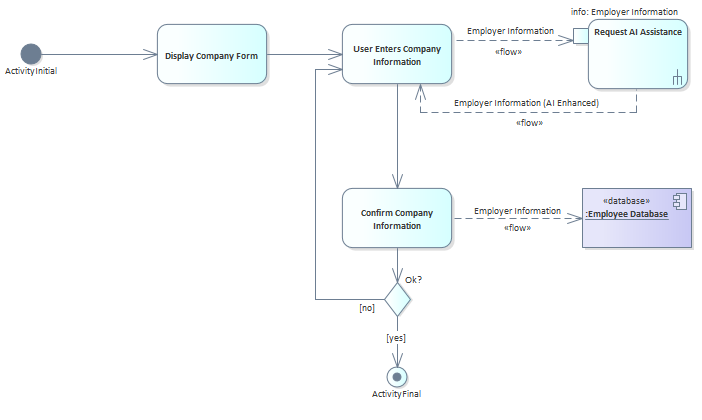 info: Employer Information
Employer Information
«flow»
Request AI Assistance
ActivityInitial
Display Company Form
User Enters Company
Information
Employer Information (AI Enhanced)
«flow»
Confirm Company
Information
Employer Information
«flow»
«database»
:Employee Database
Ok?
[no]
[yes]
ActivityFinal